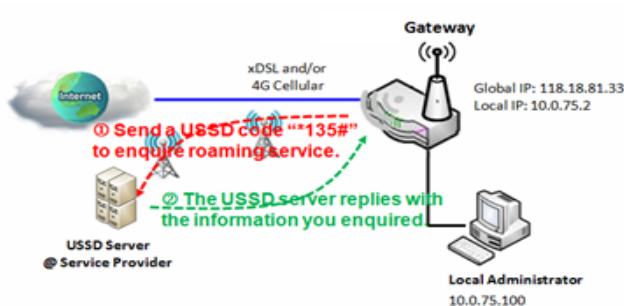 Gateway
xDSL and/or
4G Cellular
Global IP: 118.18.81.33
Local IP: 10.0.75.2
Internet
① Send a USSD code “*135#”
to enquire roaming service.
② The USSD server replies with
the information you enquired
USSD Server
@ Service Provider
Local Administrator
10.0.75.100